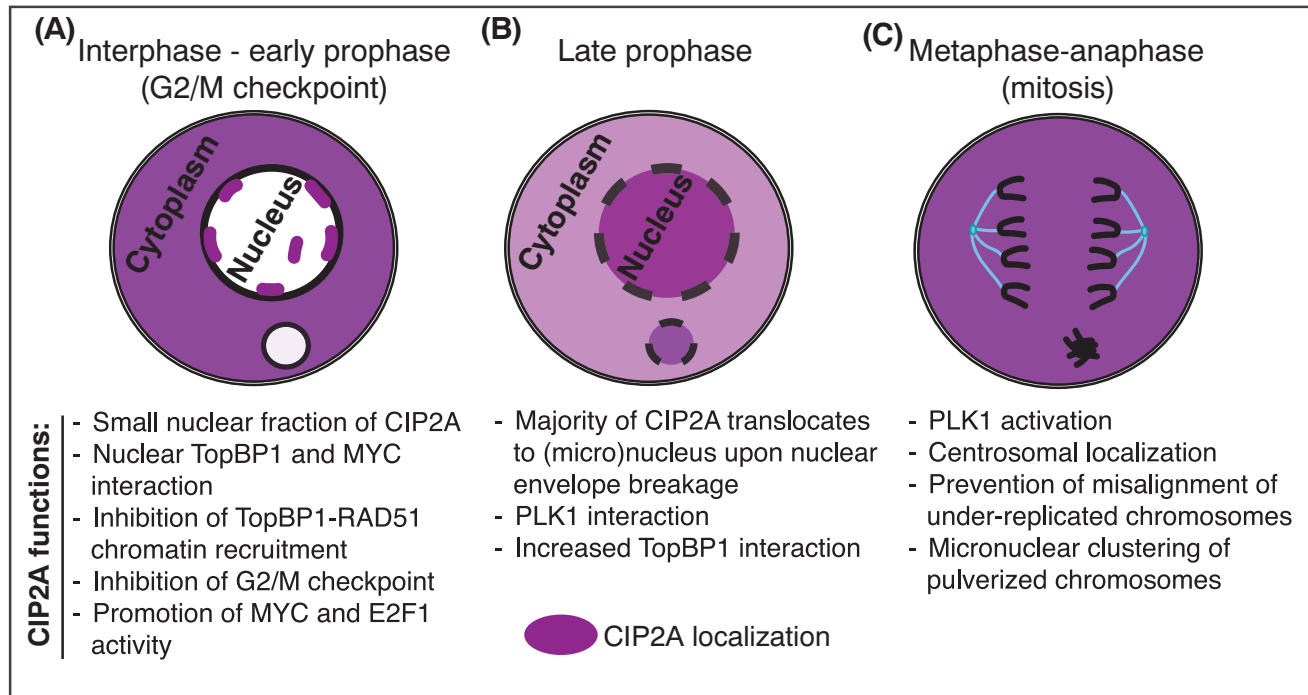 (A)
Interphase - early prophase
(G2/M checkpoint)
Cytoplasm
Nucleus
CIP2A functions:
- Small nuclear fraction of CIP2A
- Nuclear TopBP1 and MYC
interaction
- Inhibition of TopBP1-RAD51
chromatin recruitment
- Inhibition of G2/M checkpoint
- Promotion of MYC and E2F1
activity
(B)
Late prophase
Cytoplasm
Nucleus
- Majority of CIP2A translocates
to (micro)nucleus upon nuclear
envelope breakage
- PLK1 interaction
- Increased TopBP1 interaction
CIP2A localization
(C)
Metaphase-anaphase
(mitosis)
- PLK1 activation
- Centrosomal localization
- Prevention of misalignment of
under-replicated chromosomes
- Micronuclear clustering of
pulverized chromosomes